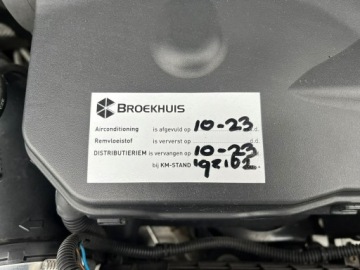 BROEKHUIS
Airconditioning is afgevuld op 10-23 d.d.
Remvloeistof is ververst op d.d.
DISTRIBUTIERIEM is vervangen op 10-23
bij KM-STAND 192162.